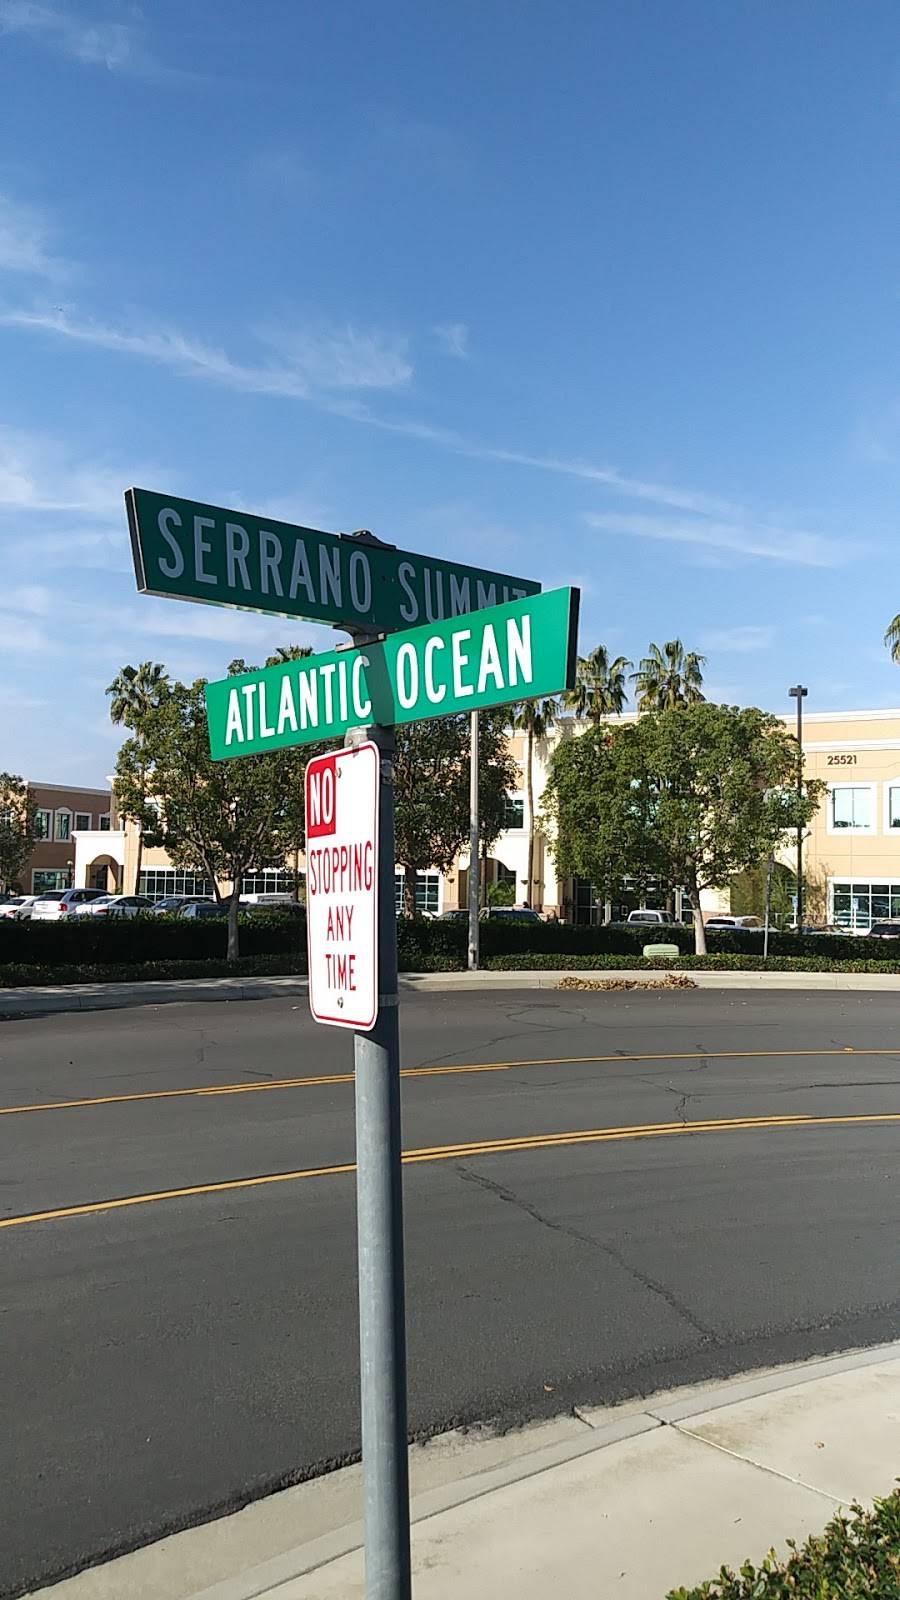 SERRANO SUMMIT
ATLANTIC OCEAN
NO
STOPPING
ANY
TIME
25521